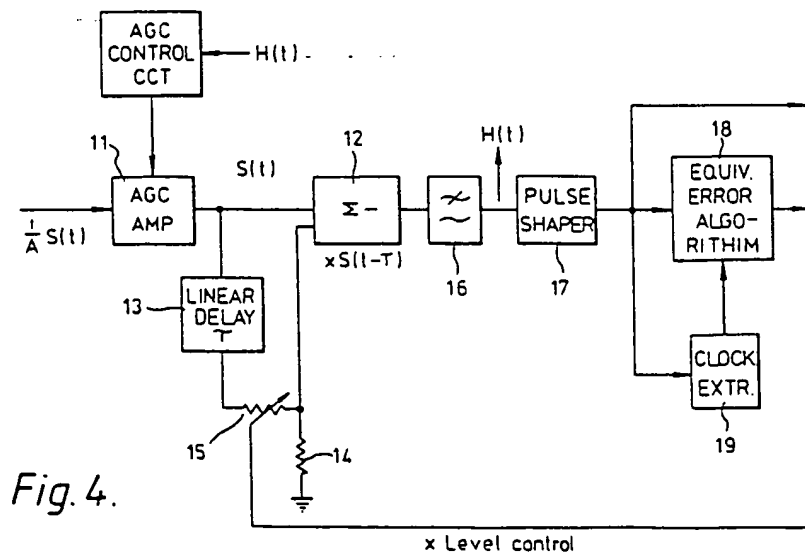 AGC
CONTROL
CCT
H(t)
11
AGC
AMP
1/A S(t)
S(t)
12
Σ -
xS(t-T)
H(t)
16
PULSE
SHAPER
17
18
EQUIV.
ERROR
ALGO-
RITHIM
13
LINEAR
DELAY
T
CLOCK
EXTR.
19
15
14
Fig. 4.
x Level control